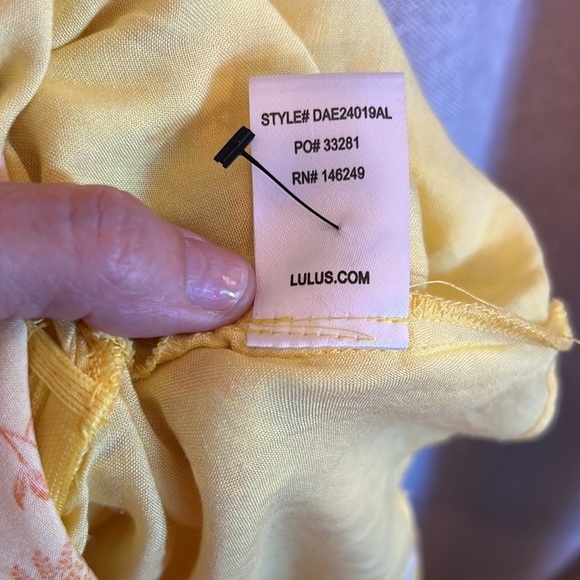 STYLE# DAE24019AL
PO# 33281
RN# 146249
LULUS.COM